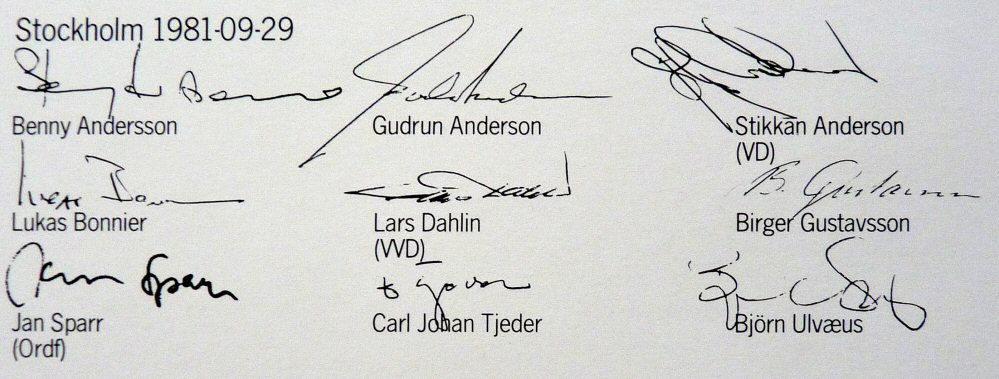 Stockholm 1981-09-29
Benny Andersson
Gudrun Anderson
Stikkan Anderson
(VD)
Lukas Bonnier
Lars Dahlin
(VVD)
Birger Gustavsson
Jan Sparr
(Ordf)
Carl Johan Tjeder
Björn Ulvæus